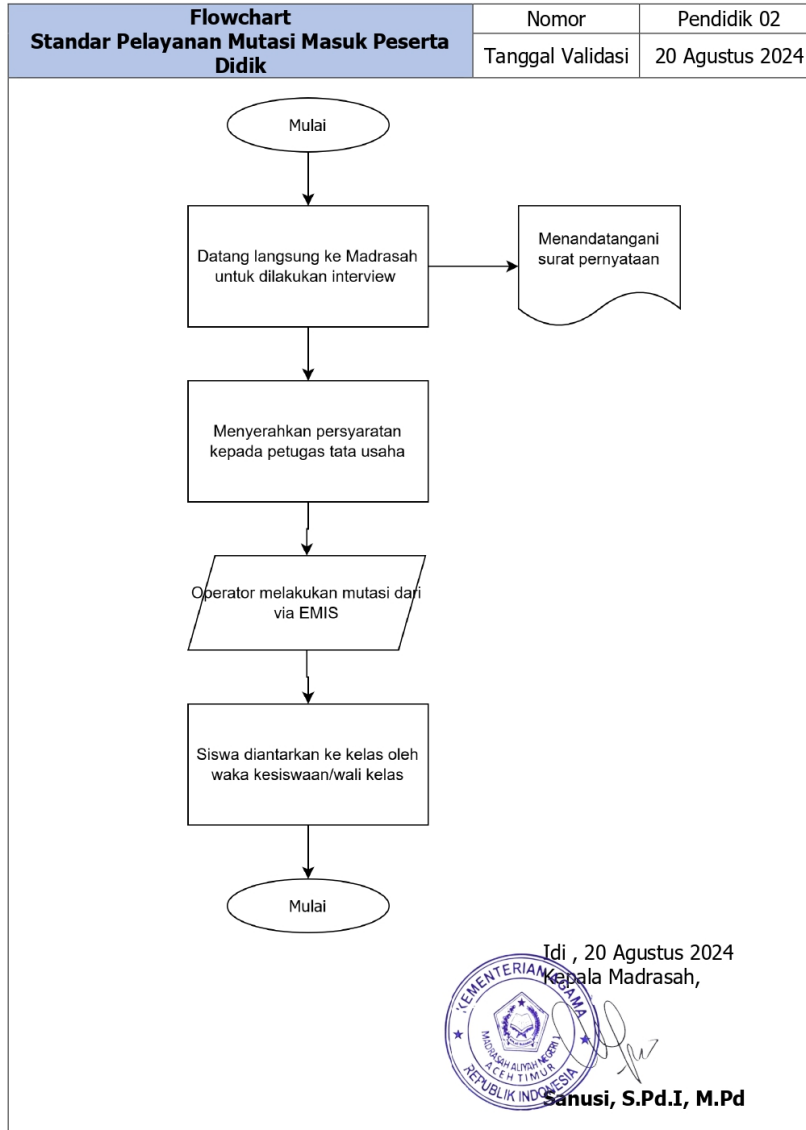 Flowchart
Standar Pelayanan Mutasi Masuk Peserta
Didik
Nomor
Pendidik 02
Tanggal Validasi
20 Agustus 2024
Mulai
Datang langsung ke Madrasah
untuk dilakukan interview
Menandatangani
surat pernyataan
Menyerahkan persyaratan
kepada petugas tata usaha
Operator melakukan mutasi dari
via EMIS
Siswa diantarkan ke kelas oleh
waka kesiswaan/wali kelas
Mulai
Idi , 20 Agustus 2024
Kepala Madrasah,
KEMENTERIAN AGAMA
MADRASAH ALIYAH NEGERI 1
ACEH TIMUR
REPUBLIK INDONESIA
Sanusi, S.Pd.I, M.Pd